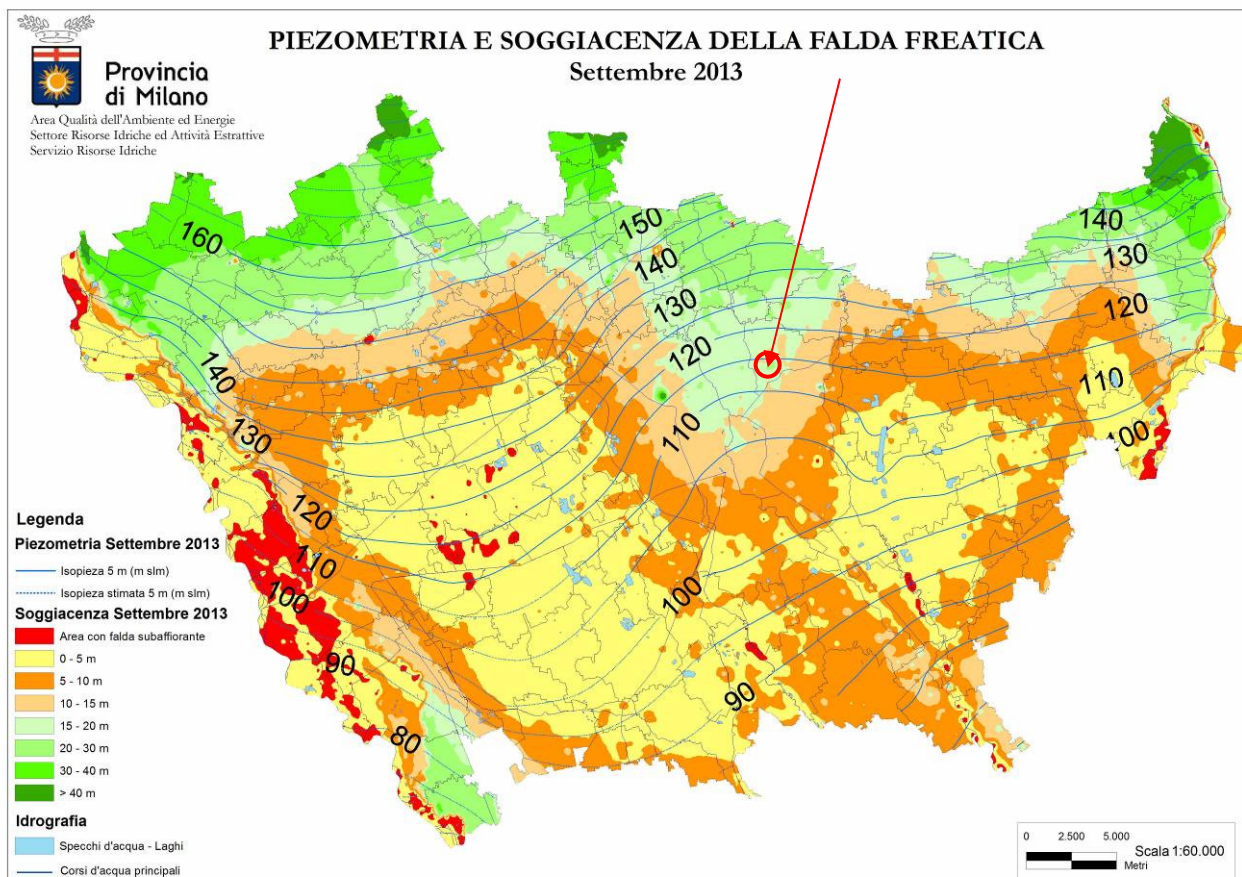 PIEZOMETRIA E SOGGIACENZA DELLA FALDA FREATICA
Settembre 2013
Provincia
di Milano
Area Qualità dell'Ambiente ed Energie
Settore Risorse Idriche ed Attività Estrattive
Servizio Risorse Idriche
160
150
140
130
120
110
140
130
120
110
100
140
130
120
110
100
90
80
100
90
Legenda
Piezometria Settembre 2013
Isopieza 5 m (m slm)
Isopieza stimata 5 m (m slm)
Soggiacenza Settembre 2013
Area con falda subaffiorante
0 - 5 m
5 - 10 m
10 - 15 m
15 - 20 m
20 - 30 m
30 - 40 m
> 40 m
Idrografia
Specchi d'acqua - Laghi
Corsi d'acqua principali
0 2.500 5.000
Scala 1:60.000
Metri